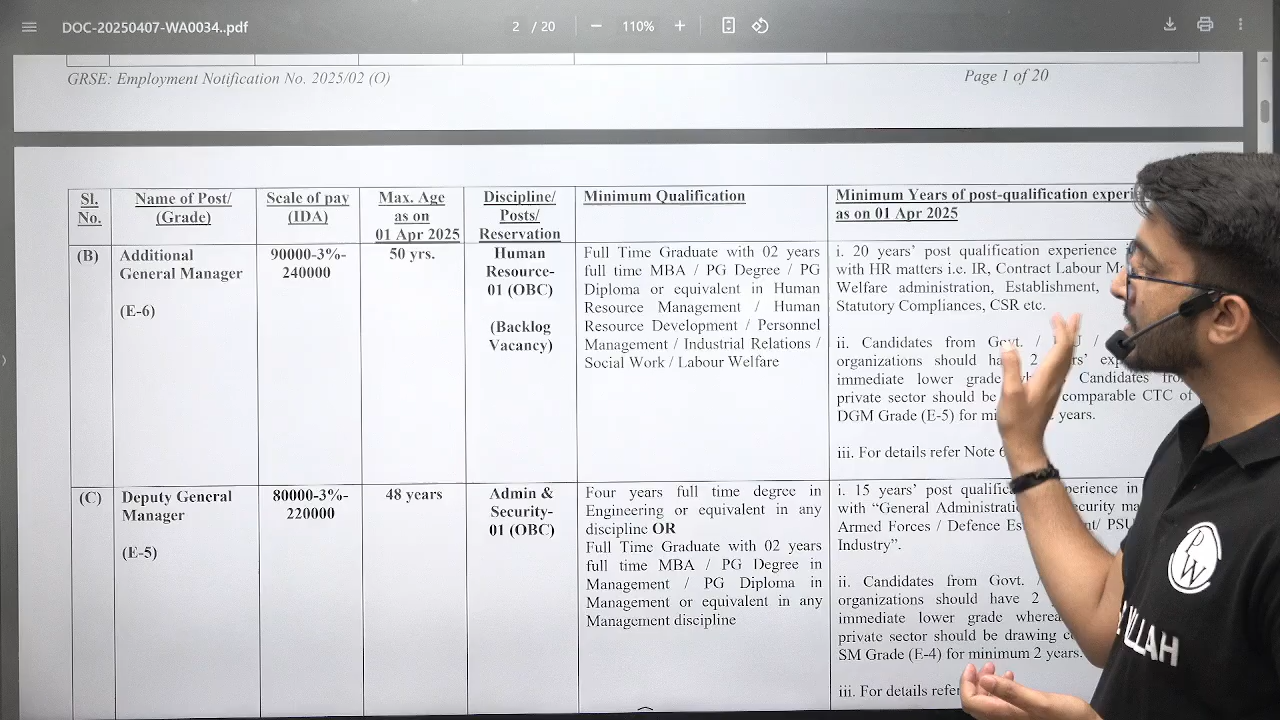 DOC-20250407-WA0034..pdf
2 / 20
110%
GRSE: Employment Notification No. 2025/02 (O)
Page 1 of 20
Sl. No.
Name of Post/ (Grade)
Scale of pay (IDA)
Max. Age as on 01 Apr 2025
Discipline/ Posts/ Reservation
Minimum Qualification
Minimum Years of post-qualification
as on 01 Apr 2025
(B)
Additional
General Manager
(E-6)
90000-3%-
240000
50 yrs.
Human
Resource-
01 (OBC)
(Backlog
Vacancy)
Full Time Graduate with 02 years
full time MBA / PG Degree / PG
Diploma or equivalent in Human
Resource Management / Human
Resource Development / Personnel
Management / Industrial Relations /
Social Work / Labour Welfare
i. 20 years' post qualification experience
with HR matters i.e. IR, Contract Labour
Welfare administration, Establishment,
Statutory Compliances, CSR etc.
ii. Candidates from Govt. /
organizations should
immediate lower grade Candidates
private sector should be comparable CTC of
DGM Grade (E-5) for years.
iii. For details refer Note
(C)
Deputy General
Manager
(E-5)
80000-3%-
220000
48 years
Admin &
Security-
01 (OBC)
Four years full time degree in
Engineering or equivalent in any
discipline OR
Full Time Graduate with 02 years
full time MBA / PG Degree in
Management / PG Diploma in
Management or equivalent in any
Management discipline
i. 15 years' post in
with "General
Armed Forces / Defence PSU
Industry".
ii. Candidates from Govt. /
organizations should have 2
immediate lower grade
private sector should be drawing
SM Grade (E-4) for minimum 2 years.
iii. For details
PW
LLAH